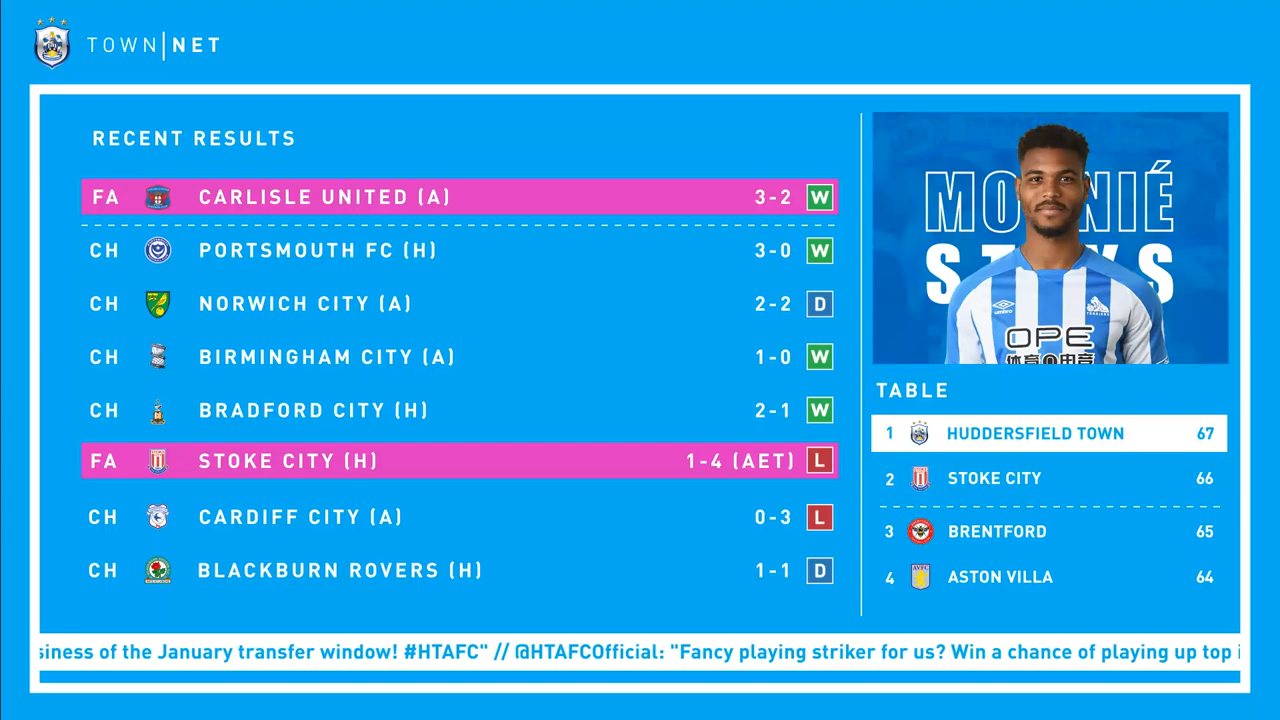 TOWN|NET
RECENT RESULTS
FA CARLISLE UNITED (A) 3-2 W
CH PORTSMOUTH FC (H) 3-0 W
CH NORWICH CITY (A) 2-2 D
CH BIRMINGHAM CITY (A) 1-0 W
CH BRADFORD CITY (H) 2-1 W
FA STOKE CITY (H) 1-4 (AET) L
CH CARDIFF CITY (A) 0-3 L
CH BLACKBURN ROVERS (H) 1-1 D
umbro
OPE
TABLE
1 HUDDERSFIELD TOWN 67
2 STOKE CITY 66
3 BRENTFORD 65
4 ASTON VILLA 64
siness of the January transfer window! #HTAFC" // @HTAFCOfficial: "Fancy playing striker for us? Win a chance of playing up top i